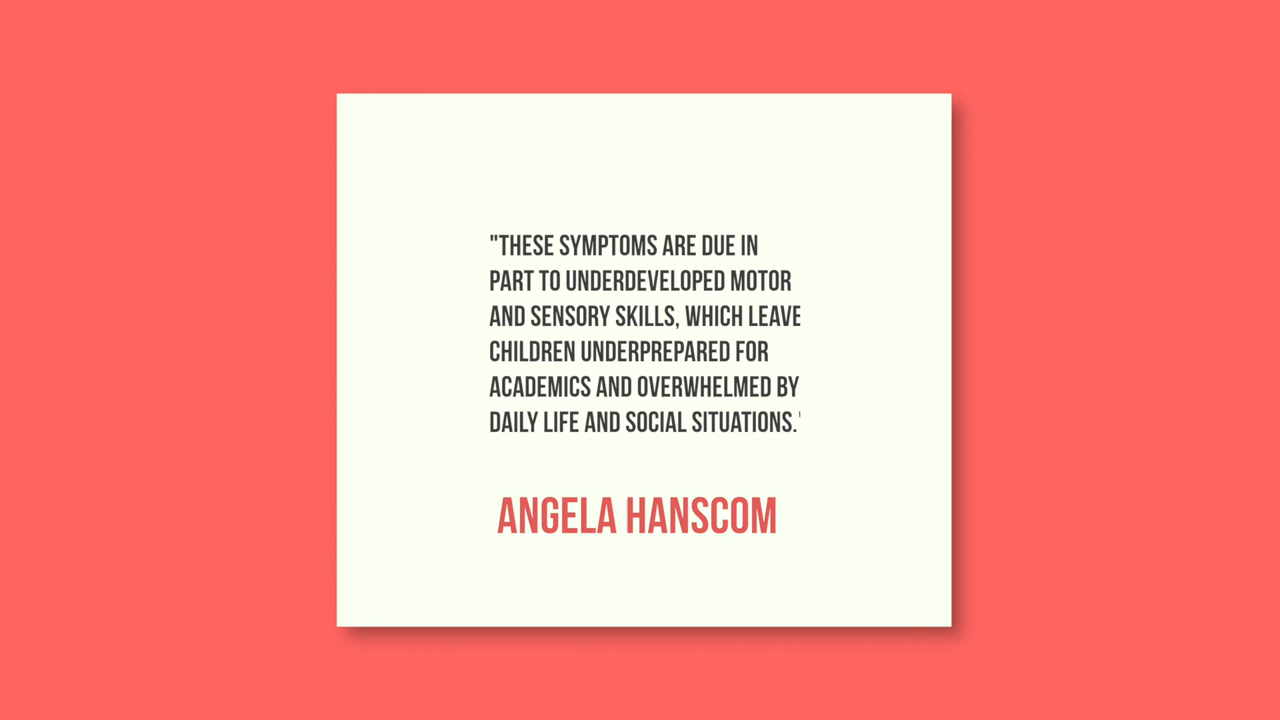 "THESE SYMPTOMS ARE DUE IN
PART TO UNDERDEVELOPED MOTOR
AND SENSORY SKILLS, WHICH LEAVE
CHILDREN UNDERPREPARED FOR
ACADEMICS AND OVERWHELMED BY
DAILY LIFE AND SOCIAL SITUATIONS.'
ANGELA HANSCOM